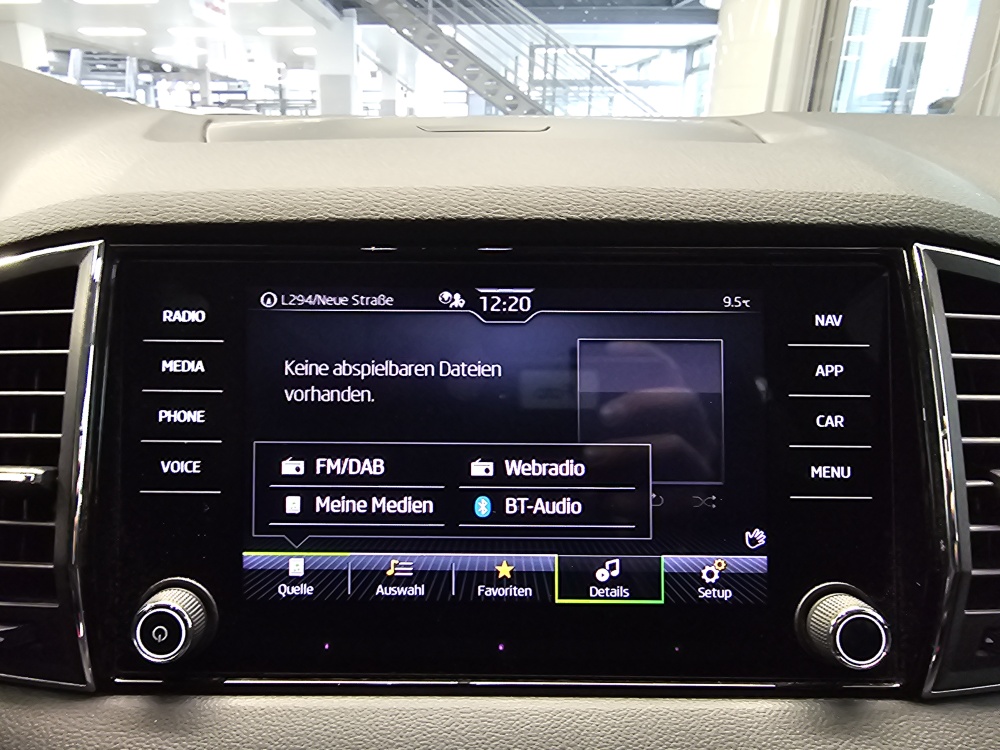 L294/Neue Straße
12:20
9.5℃
RADIO
MEDIA
PHONE
VOICE
NAV
APP
CAR
MENU
Keine abspielbaren Dateien
vorhanden.
FM/DAB
Webradio
Meine Medien
BT-Audio
Quelle
Auswahl
Favoriten
Details
Setup